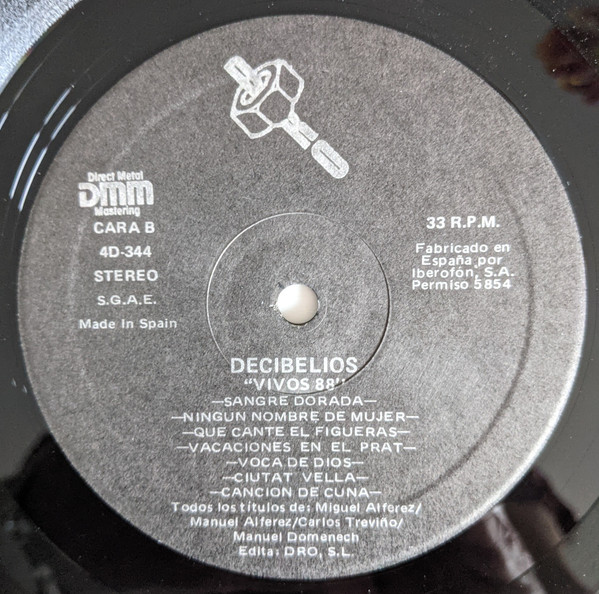 Direct Metal
DMM
Mastering
CARA B
4D-344
STEREO
S.G.A.E.
Made In Spain
33 R.P.M.
Fabricado en
España por
Iberofón, S.A.
Permiso 5854
DECIBELIOS
"VIVOS 88"
—SANGRE DORADA—
—NINGUN NOMBRE DE MUJER—
—QUE CANTE EL FIGUERAS—
—VACACIONES EN EL PRAT—
—VOCA DE DIOS—
—CIUTAT VELLA—
—CANCION DE CUNA—
Todos los títulos de: Miguel Alferez/
Manuel Alferez/Carlos Treviño/
Manuel Domenech
Edita: DRO, S.L.